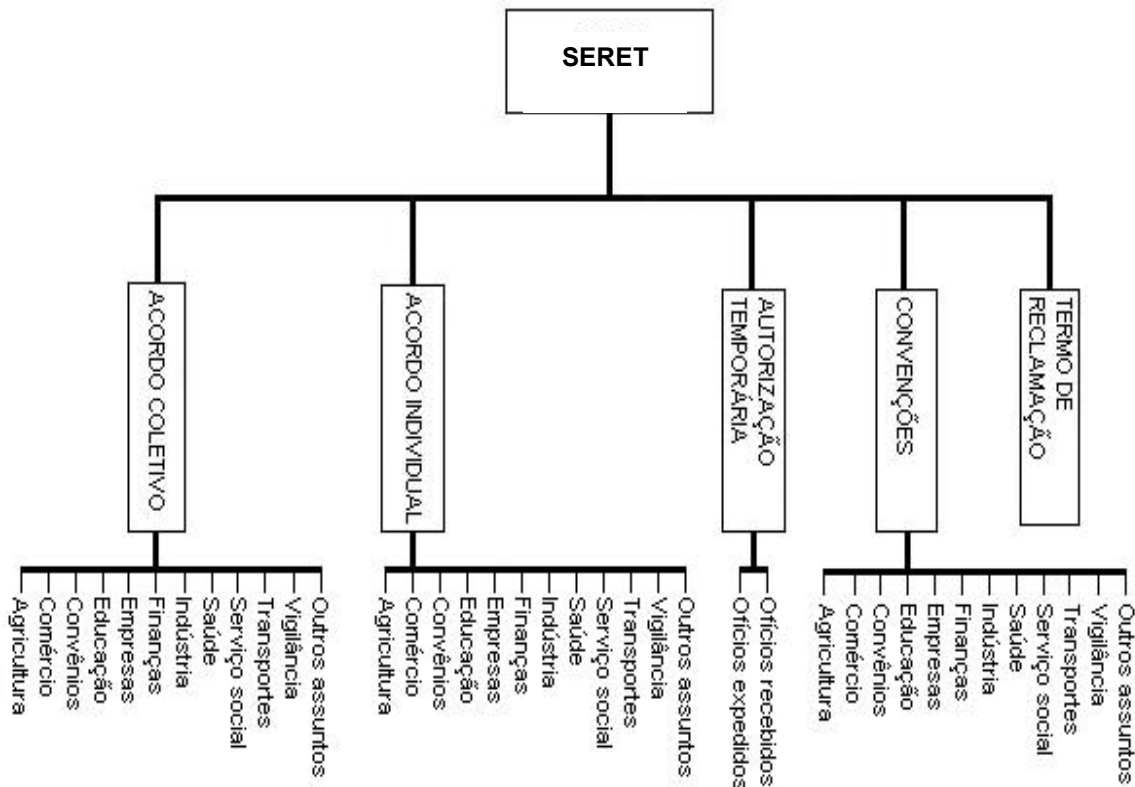 SERET
ACORDO COLETIVO
Agricultura
Comércio
Convênios
Educação
Empresas
Finanças
Indústria
Saúde
Serviço social
Transportes
Vigilância
Outros assuntos
ACORDO INDIVIDUAL
Agricultura
Comércio
Convênios
Educação
Empresas
Finanças
Indústria
Saúde
Serviço social
Transportes
Vigilância
Outros assuntos
AUTORIZAÇÃO
TEMPORÁRIA
Ofícios expedidos
Ofícios recebidos
CONVENÇÕES
Agricultura
Comércio
Convênios
Educação
Empresas
Finanças
Indústria
Saúde
Serviço social
Transportes
Vigilância
Outros assuntos
TERMO DE
RECLAMAÇÃO